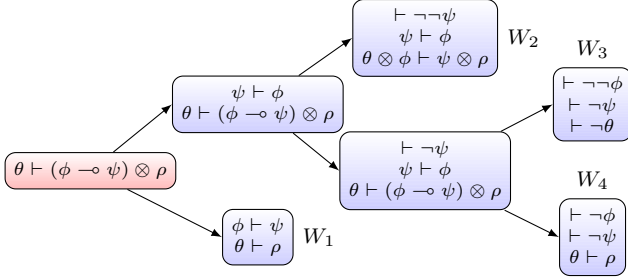 ⊢ ¬¬ψ
ψ ⊢ ϕ
θ ⊗ ϕ ⊢ ψ ⊗ ρ
W₂
ψ ⊢ ϕ
θ ⊢ (ϕ ⊸ ψ) ⊗ ρ
W₃
⊢ ¬¬ϕ
⊢ ¬ψ
⊢ ¬θ
θ ⊢ (ϕ ⊸ ψ) ⊗ ρ
⊢ ¬ψ
ψ ⊢ ϕ
θ ⊢ (ϕ ⊸ ψ) ⊗ ρ
ϕ ⊢ ψ
θ ⊢ ρ
W₁
W₄
⊢ ¬ϕ
⊢ ¬ψ
θ ⊢ ρ